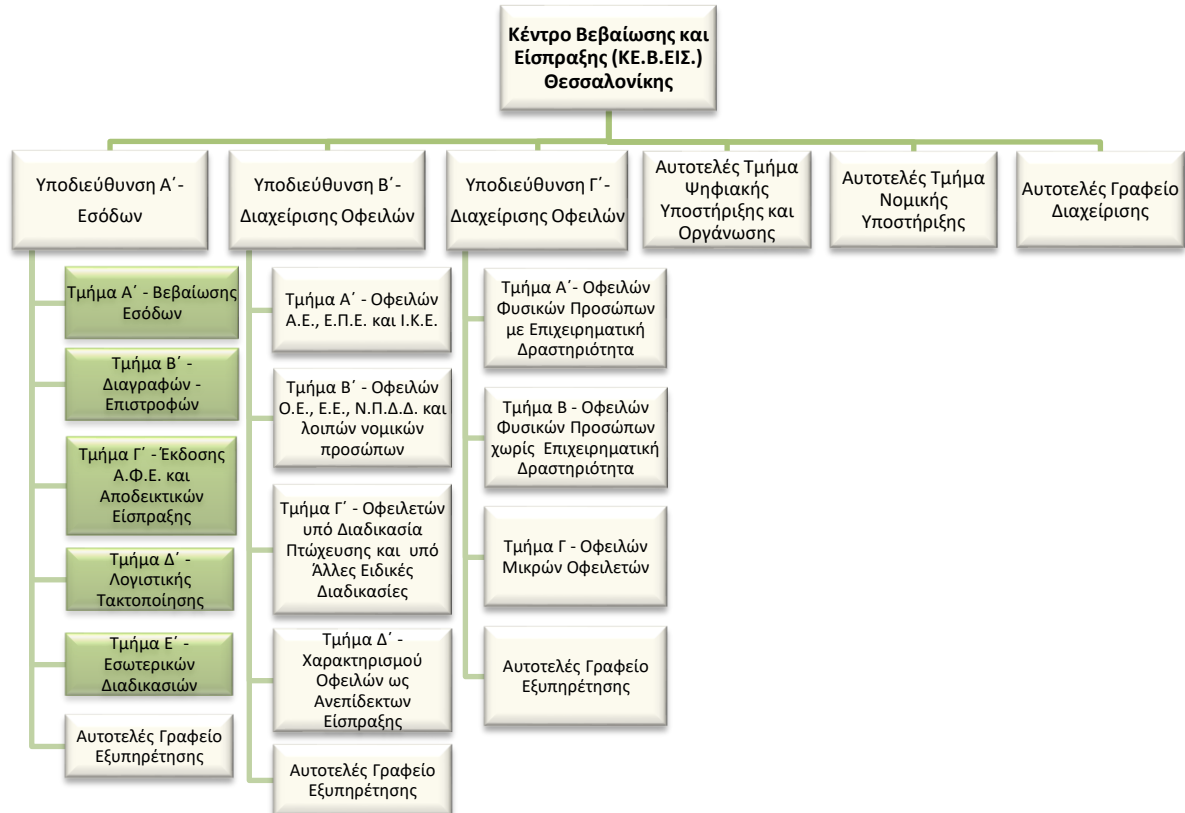 Κέντρο Βεβαίωσης και
Είσπραξης (ΚΕ.Β.ΕΙΣ.)
Θεσσαλονίκης
Υποδιεύθυνση Α΄-
Εσόδων
Υποδιεύθυνση Β΄-
Διαχείρισης Οφειλών
Υποδιεύθυνση Γ΄-
Διαχείρισης Οφειλών
Αυτοτελές Τμήμα
Ψηφιακής
Υποστήριξης και
Οργάνωσης
Αυτοτελές Τμήμα
Νομικής
Υποστήριξης
Αυτοτελές Γραφείο
Διαχείρισης
Τμήμα Α΄ - Βεβαίωσης
Εσόδων
Τμήμα Β΄ -
Διαγραφών -
Επιστροφών
Τμήμα Γ΄ - Έκδοσης
Α.Φ.Ε. και
Αποδεικτικών
Είσπραξης
Τμήμα Δ΄ -
Λογιστικής
Τακτοποίησης
Τμήμα Ε΄ -
Εσωτερικών
Διαδικασιών
Αυτοτελές Γραφείο
Εξυπηρέτησης
Τμήμα Α΄ - Οφειλών
Α.Ε., Ε.Π.Ε. και Ι.Κ.Ε.
Τμήμα Β΄ - Οφειλών
Ο.Ε., Ε.Ε., Ν.Π.Δ.Δ. και
λοιπών νομικών
προσώπων
Τμήμα Γ΄ - Οφειλετών
υπό Διαδικασία
Πτώχευσης και υπό
Άλλες Ειδικές
Διαδικασίες
Τμήμα Δ΄ -
Χαρακτηρισμού
Οφειλών ως
Ανεπίδεκτων
Είσπραξης
Αυτοτελές Γραφείο
Εξυπηρέτησης
Τμήμα Α΄- Οφειλών
Φυσικών Προσώπων
με Επιχειρηματική
Δραστηριότητα
Τμήμα Β - Οφειλών
Φυσικών Προσώπων
χωρίς Επιχειρηματική
Δραστηριότητα
Τμήμα Γ - Οφειλών
Μικρών Οφειλετών
Αυτοτελές Γραφείο
Εξυπηρέτησης